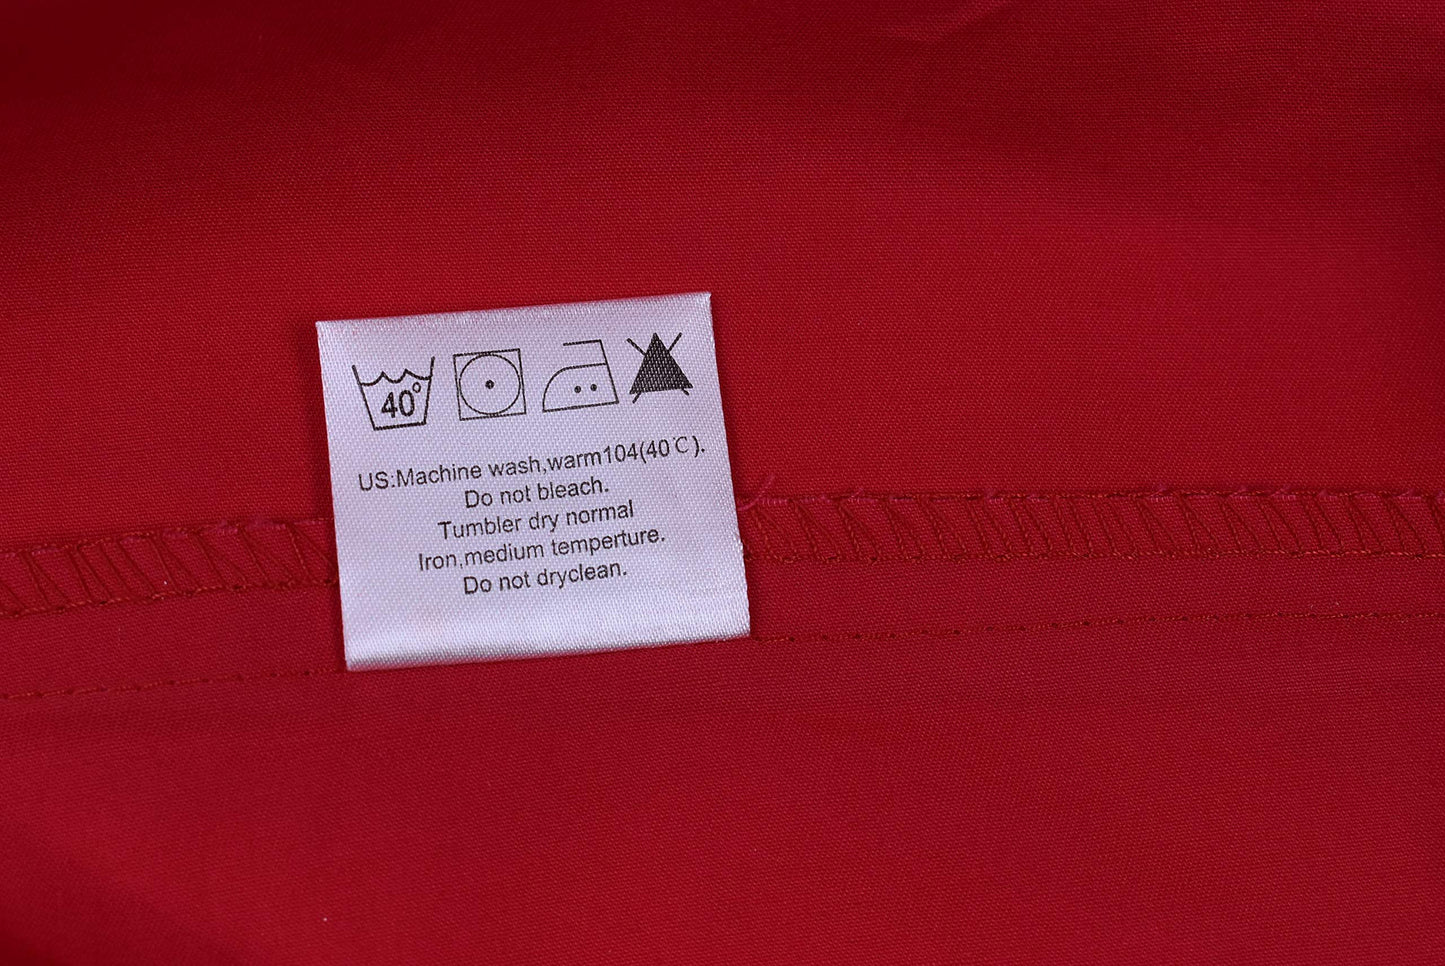 40°
US:Machine wash,warm104(40℃).
Do not bleach.
Tumbler dry normal
Iron,medium temperture.
Do not dryclean.